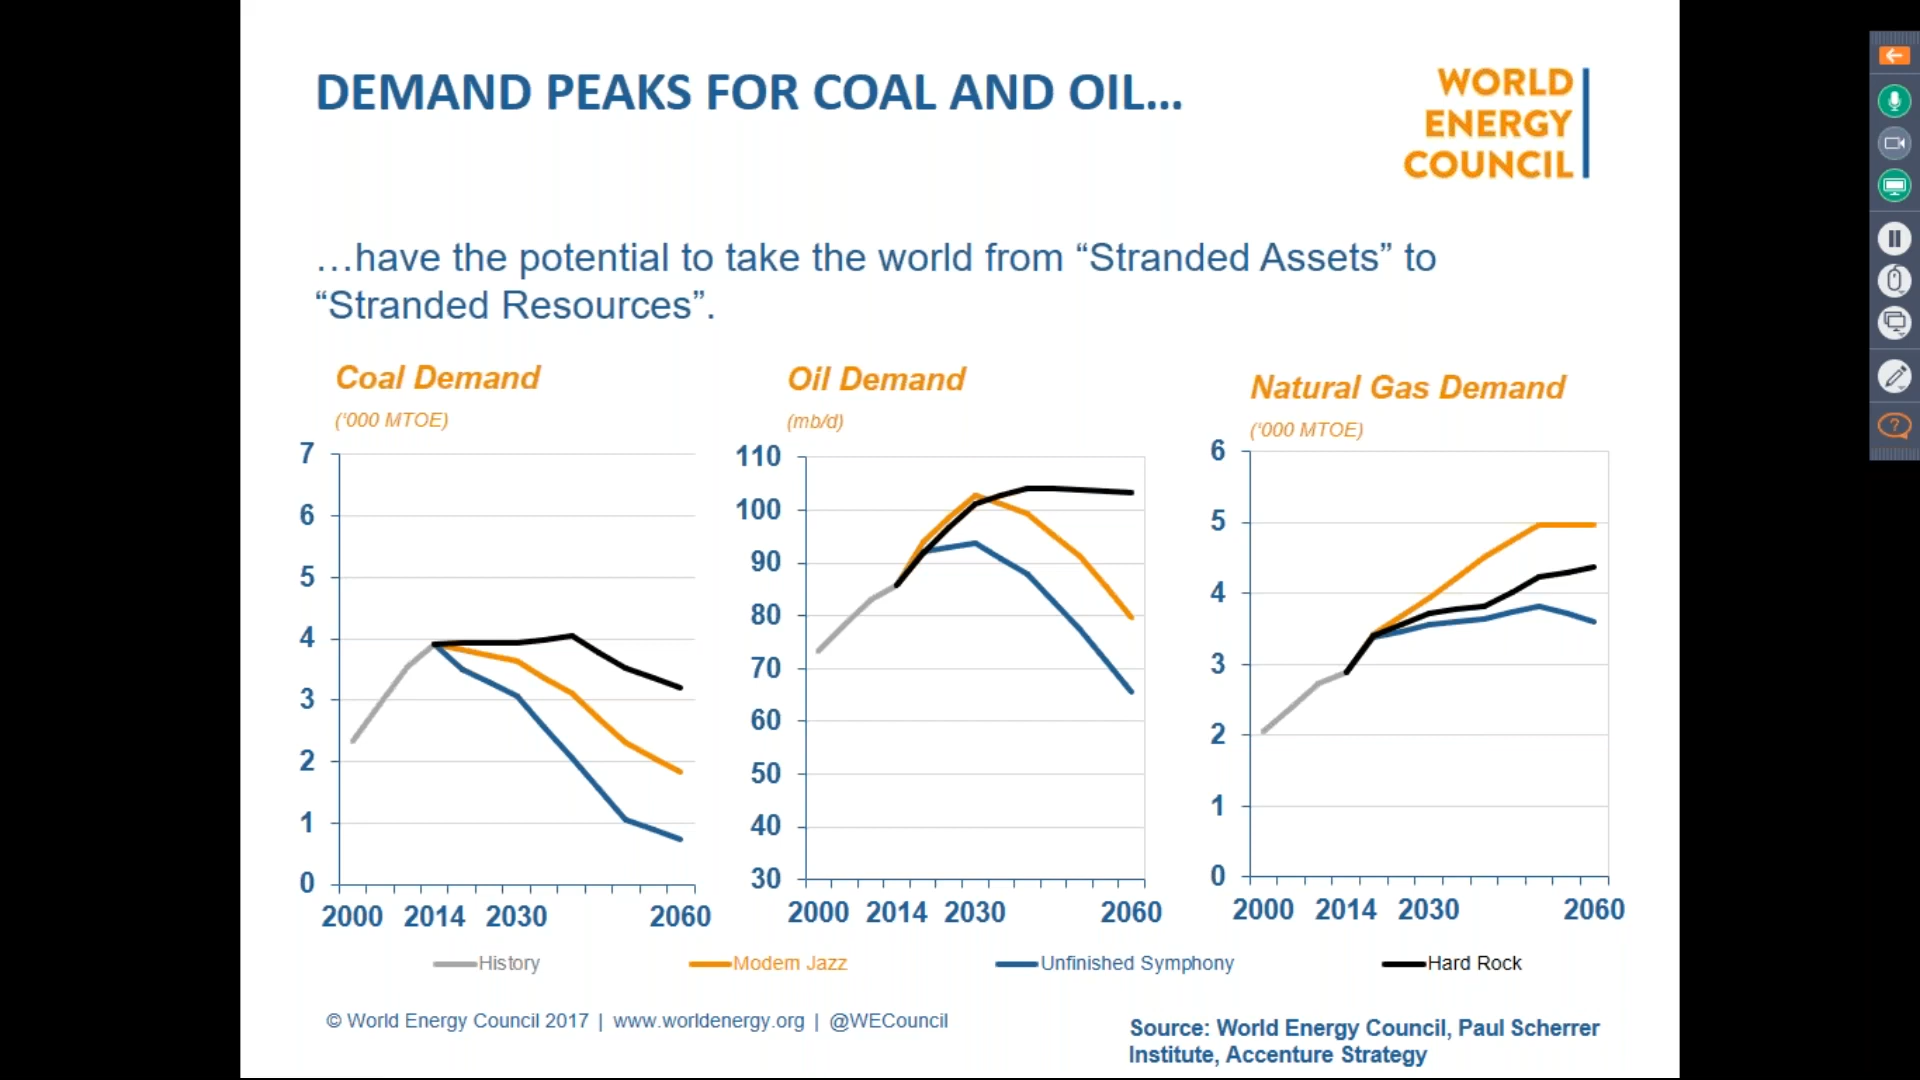 DEMAND PEAKS FOR COAL AND OIL...
WORLD
ENERGY
COUNCIL
…have the potential to take the world from “Stranded Assets” to
“Stranded Resources”.
Coal Demand
(‘000 MTOE)
7
6
5
4
3
2
1
0
2000 2014 2030 2060
Oil Demand
(mb/d)
110
100
90
80
70
60
50
40
30
2000 2014 2030 2060
Natural Gas Demand
(‘000 MTOE)
6
5
4
3
2
1
0
2000 2014 2030 2060
History Modern Jazz Unfinished Symphony Hard Rock
© World Energy Council 2017 | www.worldenergy.org | @WECouncil
Source: World Energy Council, Paul Scherrer
Institute, Accenture Strategy